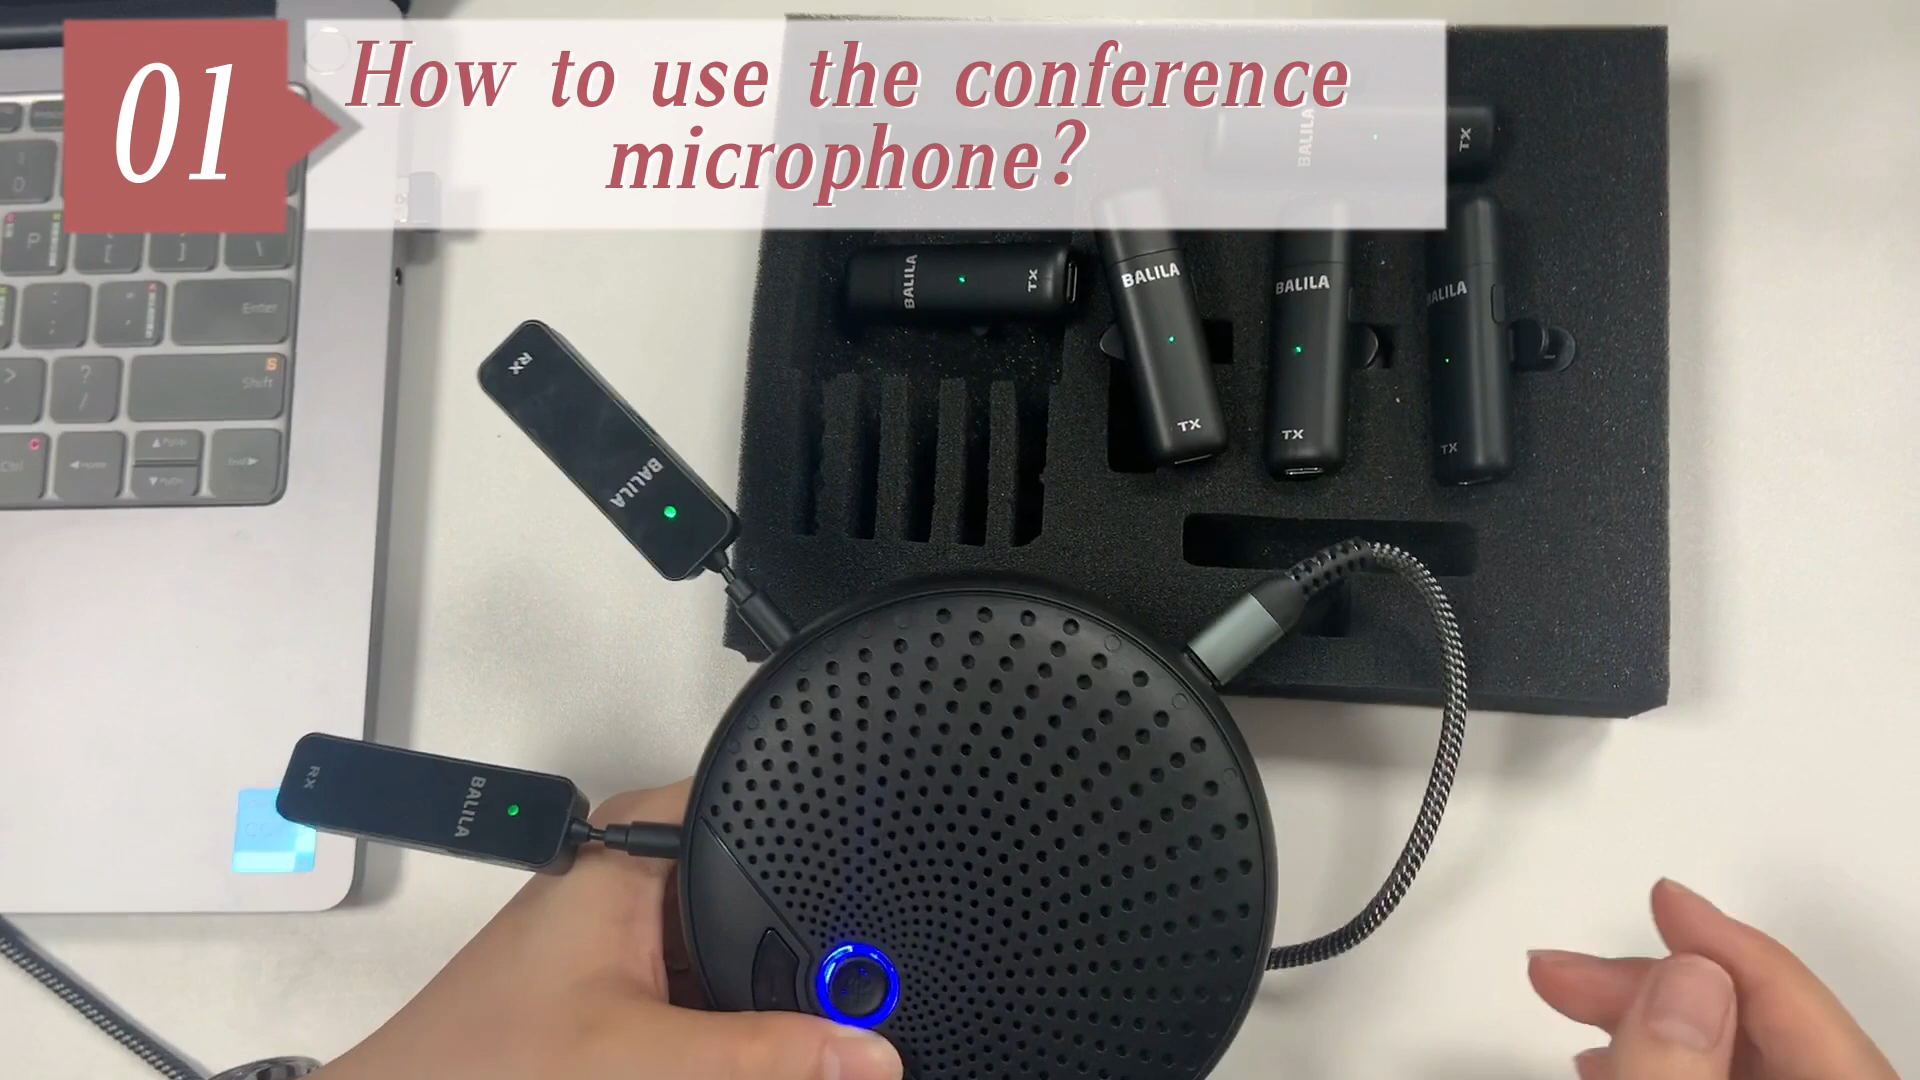 01
How to use the conference
microphone?
BALILA
TX
BALILA
TX
BALILA
TX
BALILA
TX
BALILA
TX
RX
BALILA
RX
BALILA
Enter
Shift
?
Ctrl